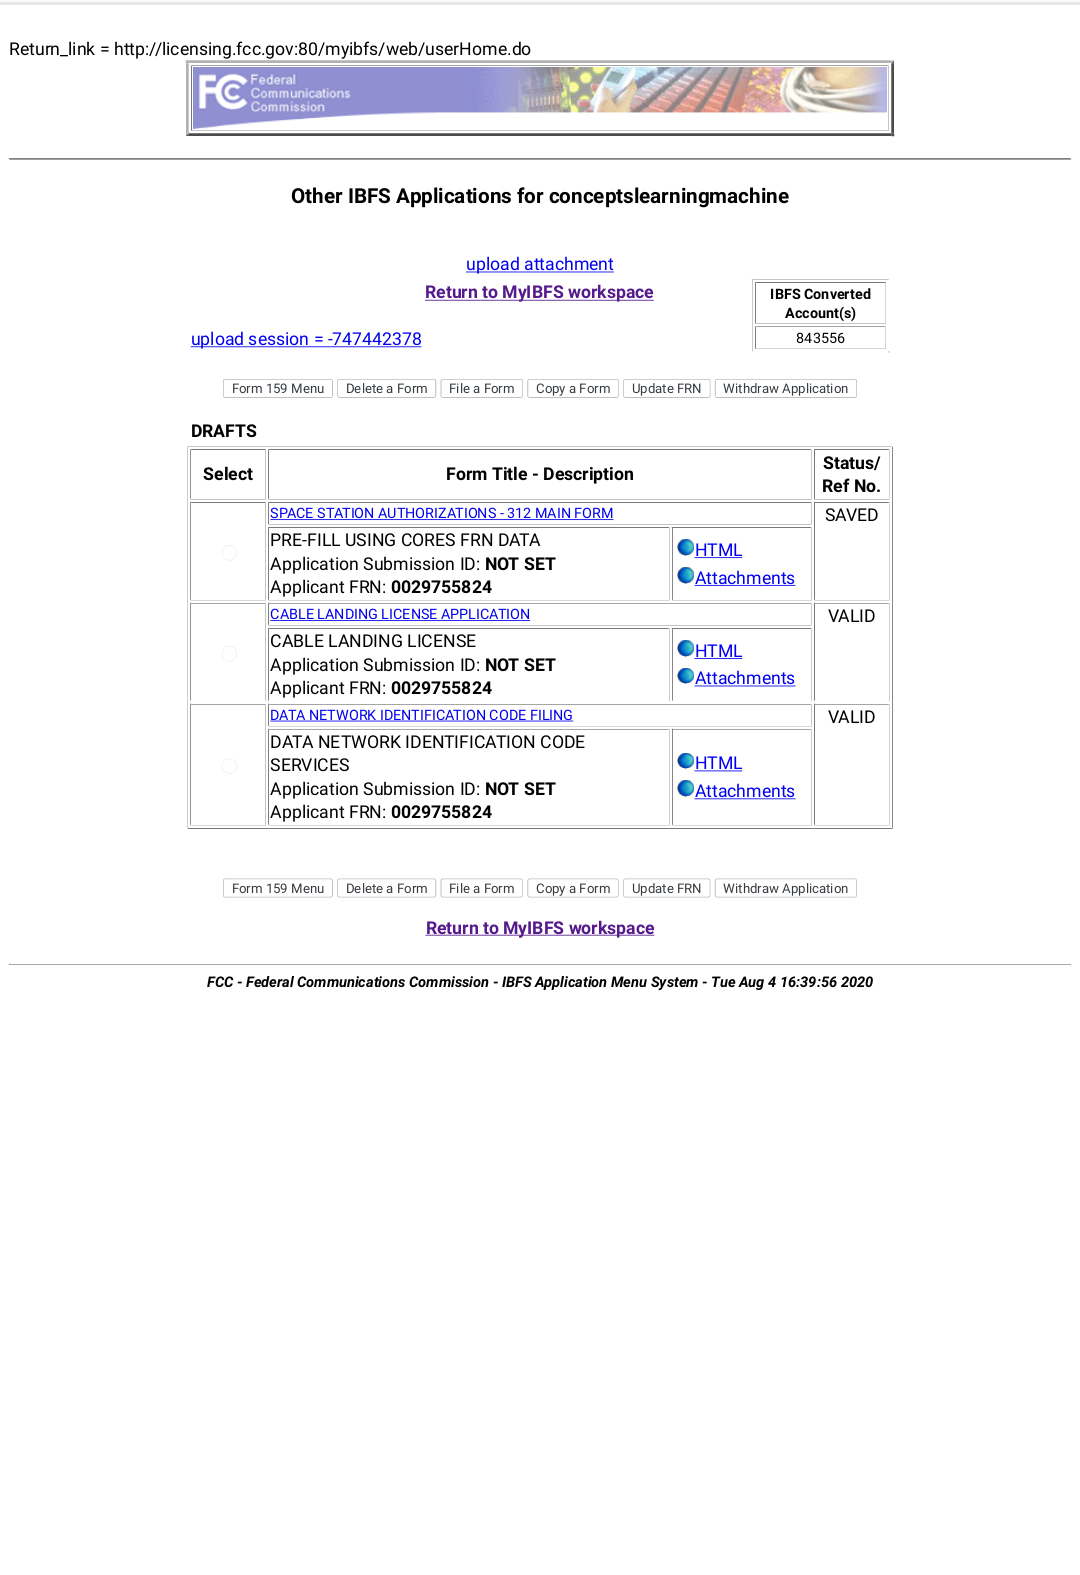 Return_link = http://licensing.fcc.gov:80/myibfs/web/userHome.do
FC Federal
Communications
Commission
Other IBFS Applications for conceptslearningmachine
upload attachment
Return to MyIBFS workspace
IBFS Converted
Account(s)
843556
upload session = -747442378
Form 159 Menu Delete a Form File a Form Copy a Form Update FRN Withdraw Application
DRAFTS
Select Form Title - Description Status/
Ref No.
SPACE STATION AUTHORIZATIONS - 312 MAIN FORM SAVED
PRE-FILL USING CORES FRN DATA
Application Submission ID: NOT SET
Applicant FRN: 0029755824
HTML
Attachments
CABLE LANDING LICENSE APPLICATION VALID
CABLE LANDING LICENSE
Application Submission ID: NOT SET
Applicant FRN: 0029755824
HTML
Attachments
DATA NETWORK IDENTIFICATION CODE FILING VALID
DATA NETWORK IDENTIFICATION CODE
SERVICES
Application Submission ID: NOT SET
Applicant FRN: 0029755824
HTML
Attachments
Form 159 Menu Delete a Form File a Form Copy a Form Update FRN Withdraw Application
Return to MyIBFS workspace
FCC - Federal Communications Commission - IBFS Application Menu System - Tue Aug 4 16:39:56 2020